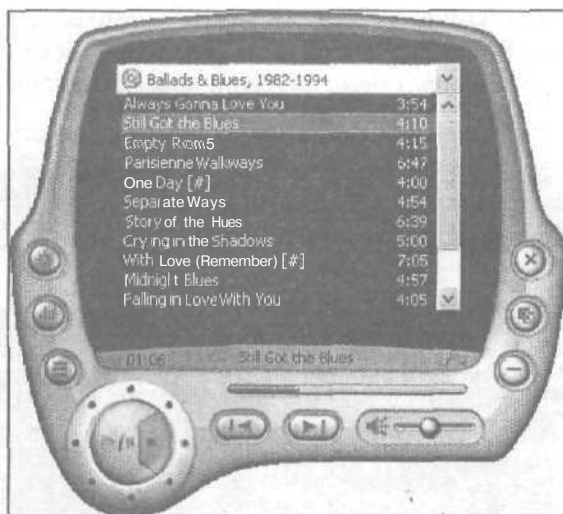 Ballads & Blues, 1982-1994
Always Gonna Love You 3:54
Still Got the Blues 4:10
Empty Rxom5 4:15
Parisienne Walkways 6:47
One Day [#] 4:00
Separate Ways 4:54
Story of the Hues 6:39
Crying in the Shadows 5:00
With Love (Remember) [#] 7:05
Midnigl t Blues 4:57
Falling in Love With You 4:05
01:06 Still Got the Blues